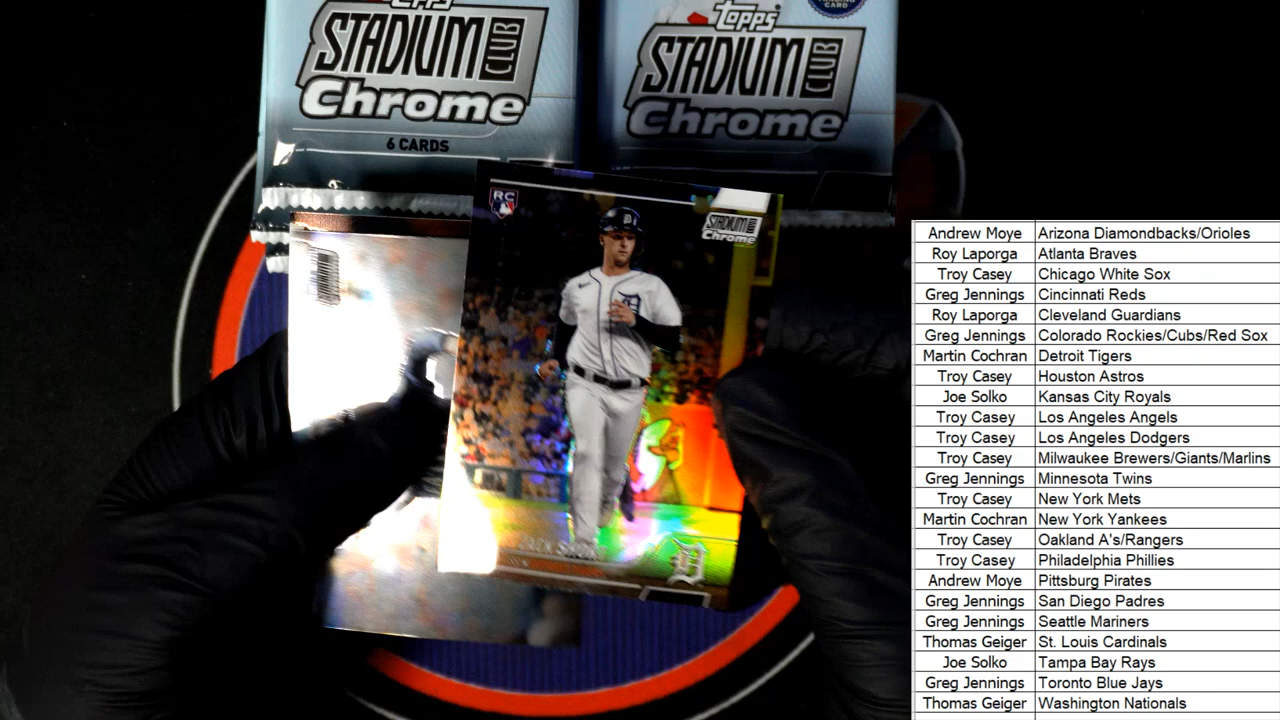 topps
STADIUM CLUB
Chrome
6 CARDS
topps
STADIUM CLUB
Chrome
TRADING
CARD
RC
STADIUM CLUB
Chrome
D
Andrew Moye Arizona Diamondbacks/Orioles
Roy Laporga Atlanta Braves
Troy Casey Chicago White Sox
Greg Jennings Cincinnati Reds
Roy Laporga Cleveland Guardians
Greg Jennings Colorado Rockies/Cubs/Red Sox
Martin Cochran Detroit Tigers
Troy Casey Houston Astros
Joe Solko Kansas City Royals
Troy Casey Los Angeles Angels
Troy Casey Los Angeles Dodgers
Troy Casey Milwaukee Brewers/Giants/Marlins
Greg Jennings Minnesota Twins
Troy Casey New York Mets
Martin Cochran New York Yankees
Troy Casey Oakland A's/Rangers
Troy Casey Philadelphia Phillies
Andrew Moye Pittsburg Pirates
Greg Jennings San Diego Padres
Greg Jennings Seattle Mariners
Thomas Geiger St. Louis Cardinals
Joe Solko Tampa Bay Rays
Greg Jennings Toronto Blue Jays
Thomas Geiger Washington Nationals